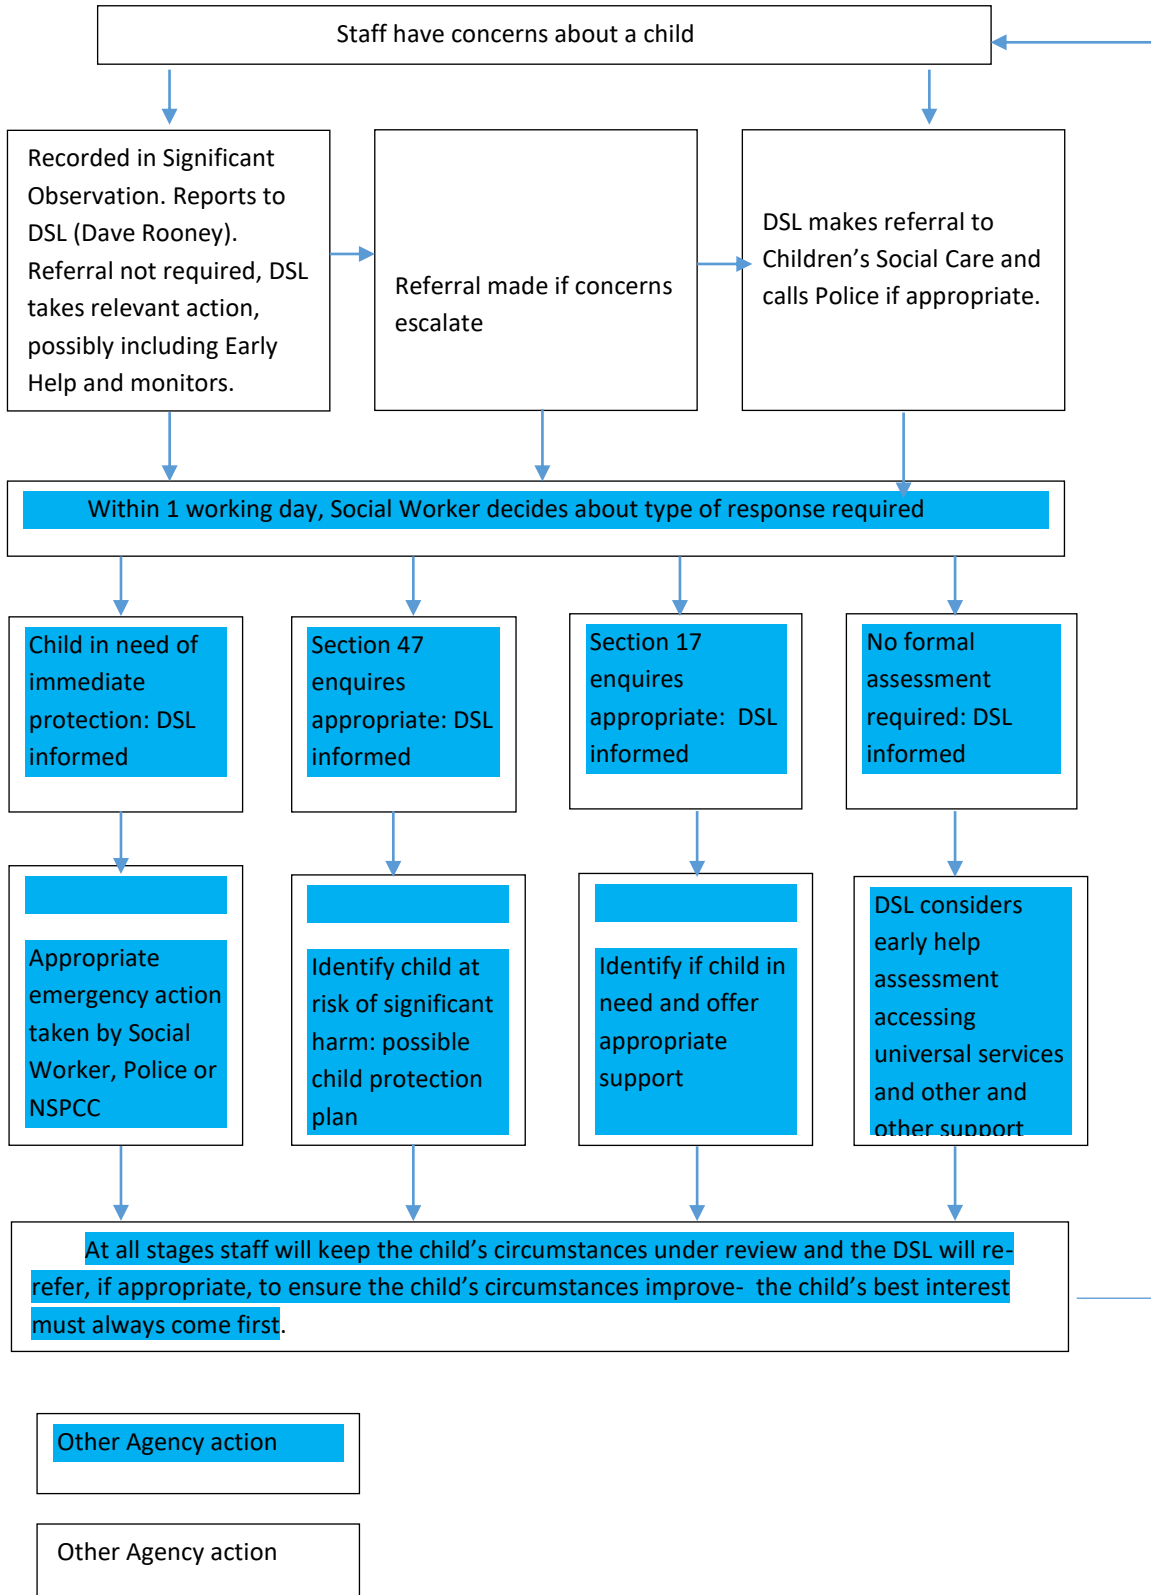 Staff have concerns about a child
Recorded in Significant
Observation. Reports to
DSL (Dave Rooney).
Referral not required, DSL
takes relevant action,
possibly including Early
Help and monitors.
Referral made if concerns
escalate
DSL makes referral to
Children’s Social Care and
calls Police if appropriate.
Within 1 working day, Social Worker decides about type of response required
Child in need of
immediate
protection: DSL
informed
Section 47
enquires
appropriate: DSL
informed
Section 17
enquires
appropriate:  DSL
informed
No formal
assessment
required: DSL
informed
Appropriate
emergency action
taken by Social
Worker, Police or
NSPCC
Identify child at
risk of significant
harm: possible
child protection
plan
Identify if child in
need and offer
appropriate
support
DSL considers
early help
assessment
accessing
universal services
and other and
other support
At all stages staff will keep the child’s circumstances under review and the DSL will re-
refer, if appropriate, to ensure the child’s circumstances improve-  the child’s best interest
must always come first.
Other Agency action
Other Agency action